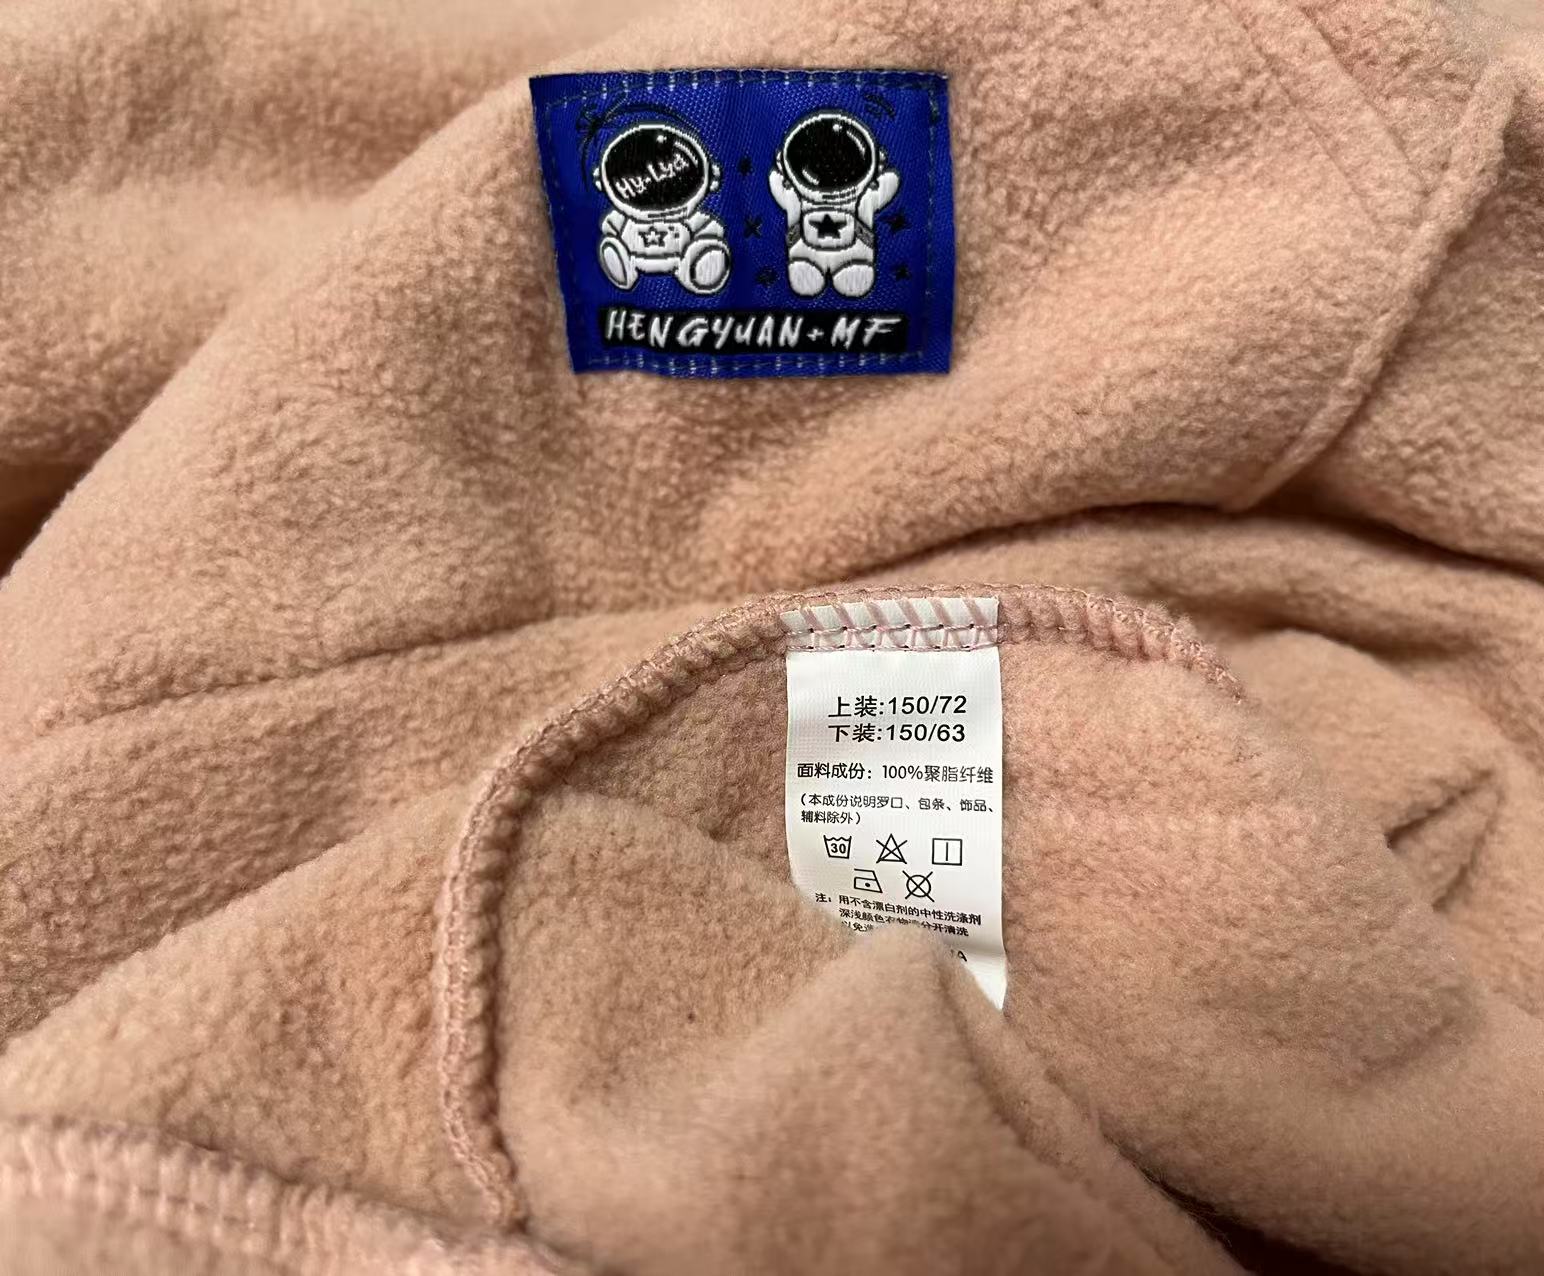 Hy-Lyd
HENGYUAN+MF
上装:150/72
下装:150/63
面料成份：100%聚脂纤维
（本成份说明罗口、包条、饰品、
辅料除外）
30
注：用不含漂白剂的中性洗涤剂
深浅颜色衣物请分开清洗
以免
A